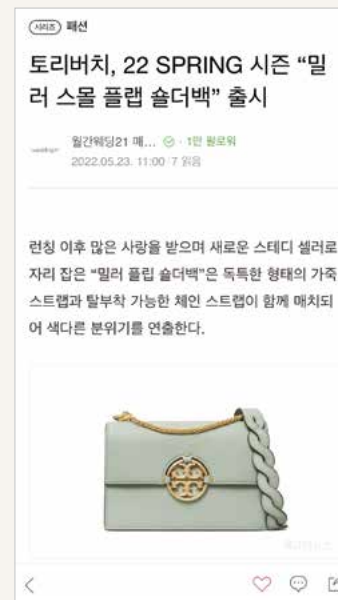 시리즈 패션
토리버치, 22 SPRING 시즌 “밀
러 스몰 플랩 숄더백” 출시
월간웨딩21 매... · 1만 팔로워
2022.05.23. 11:00 7 읽음
런칭 이후 많은 사랑을 받으며 새로운 스테디 셀러로
자리 잡은 “밀러 플립 숄더백”은 독특한 형태의 가죽
스트랩과 탈부착 가능한 체인 스트랩이 함께 매치되
어 색다른 분위기를 연출한다.